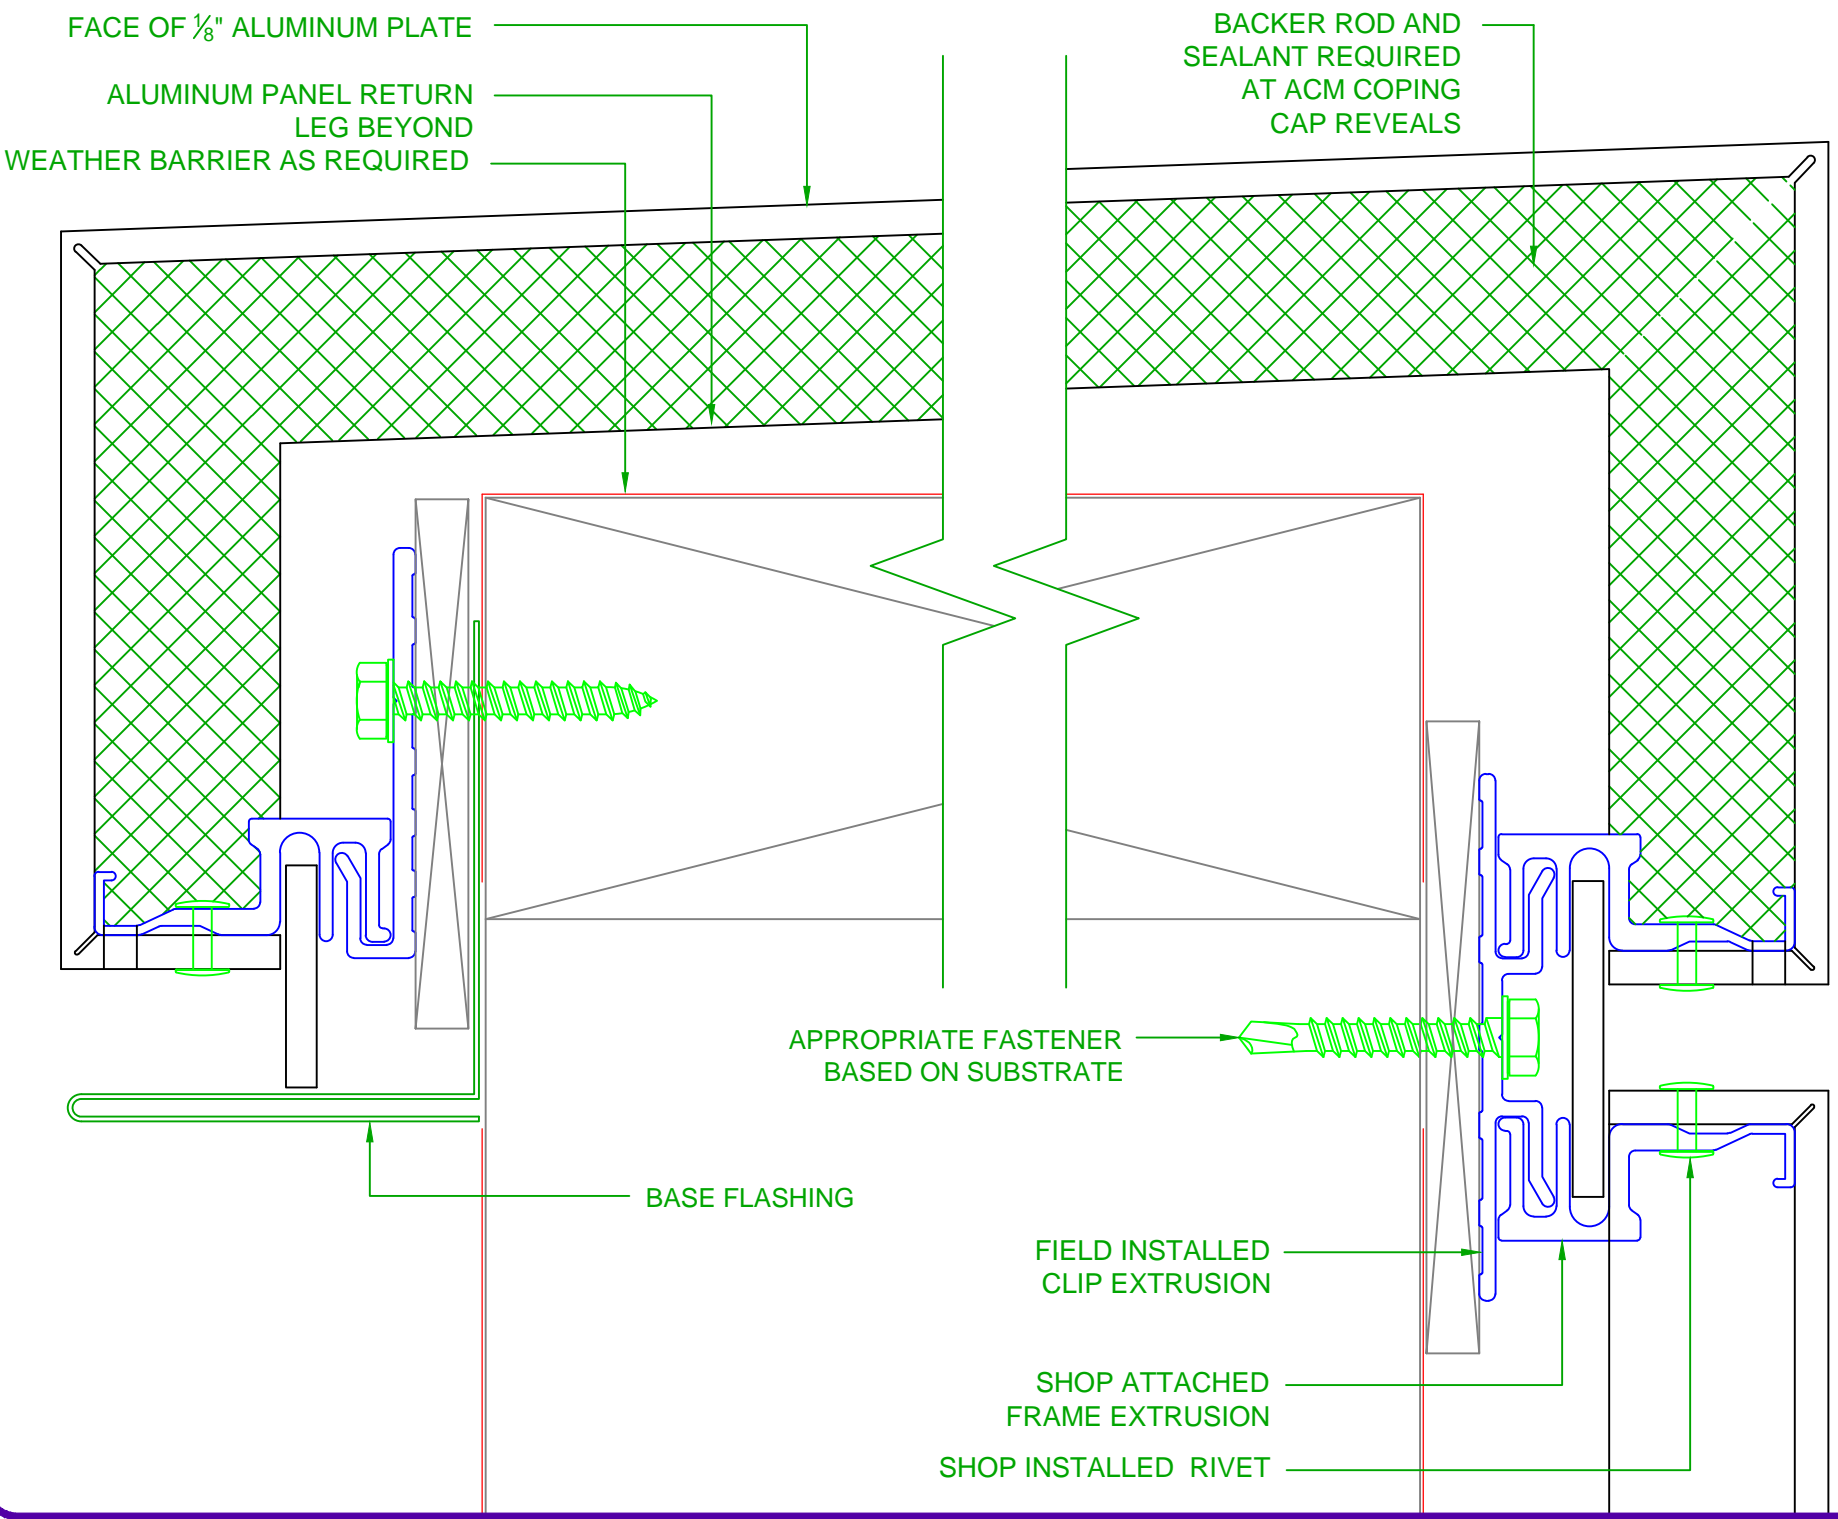 FACE OF ⅛" ALUMINUM PLATE
ALUMINUM PANEL RETURN
LEG BEYOND
WEATHER BARRIER AS REQUIRED
BACKER ROD AND
SEALANT REQUIRED
AT ACM COPING
CAP REVEALS
APPROPRIATE FASTENER
BASED ON SUBSTRATE
BASE FLASHING
FIELD INSTALLED
CLIP EXTRUSION
SHOP ATTACHED
FRAME EXTRUSION
SHOP INSTALLED RIVET